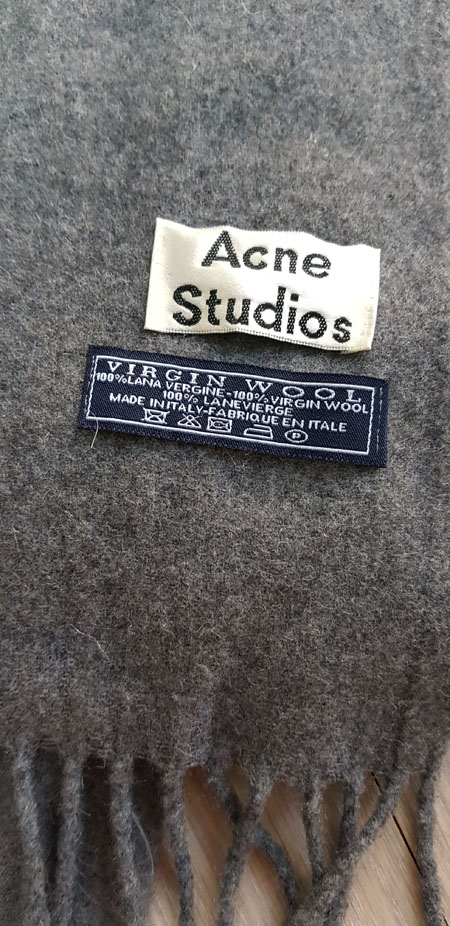 Acne
Studios
VIRGIN WOOL
100%LANA VERGINE-100%VIRGIN WOOL
100% LANEVIERGE
MADE IN ITALY-FABRIQUE EN ITALE
P